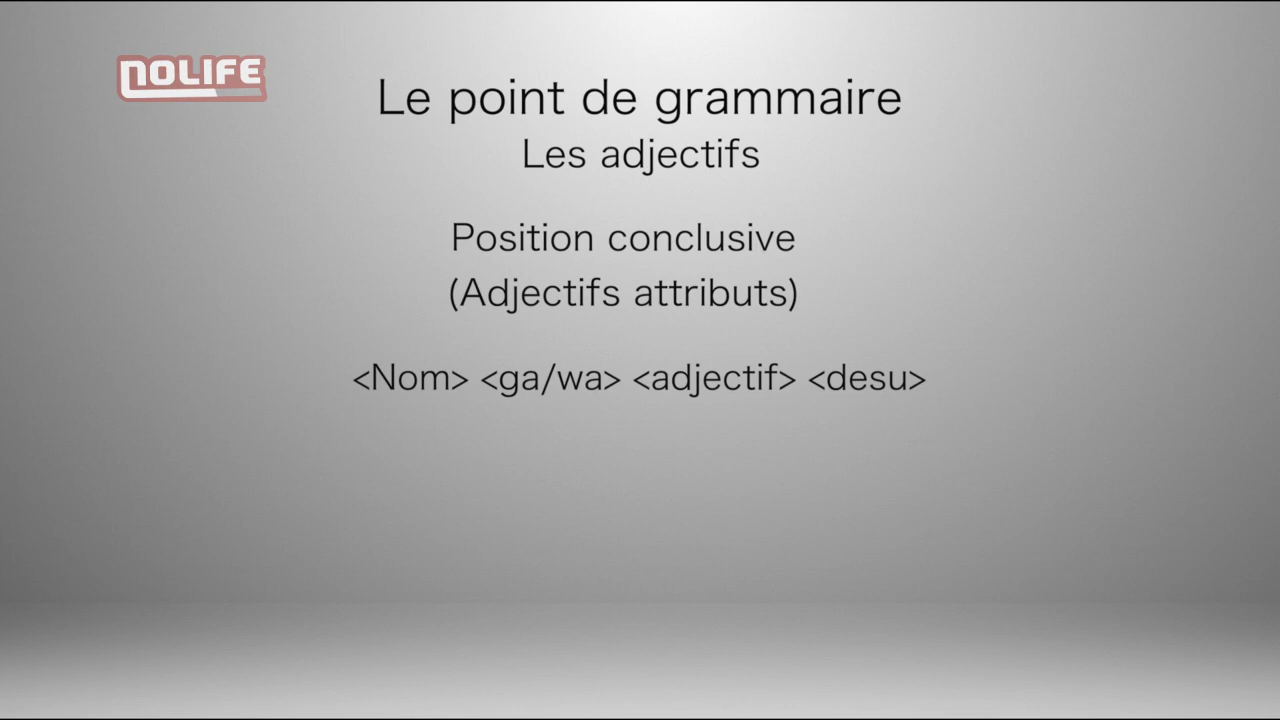 NOLIFE
Le point de grammaire
Les adjectifs
Position conclusive
(Adjectifs attributs)
<Nom> <ga/wa> <adjectif> <desu>